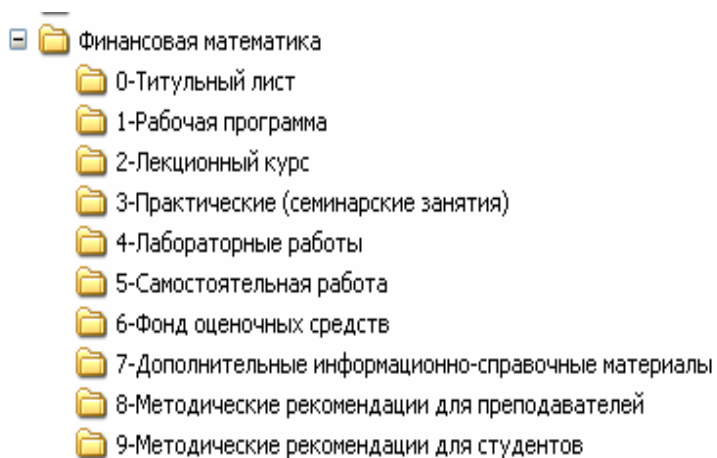 Финансовая математика
0-Титульный лист
1-Рабочая программа
2-Лекционный курс
3-Практические (семинарские занятия)
4-Лабораторные работы
5-Самостоятельная работа
6-Фонд оценочных средств
7-Дополнительные информационно-справочные материалы
8-Методические рекомендации для преподавателей
9-Методические рекомендации для студентов